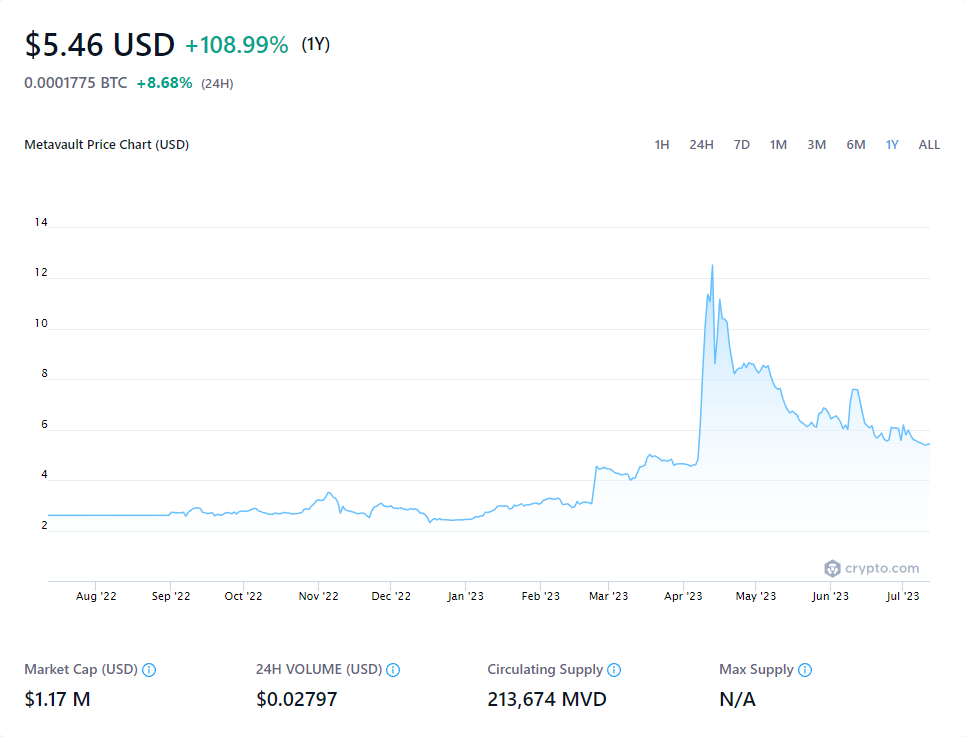 $5.46 USD +108.99% (1Y)
0.0001775 BTC +8.68% (24H)
Metavault Price Chart (USD) 1H 24H 7D 1M 3M 6M 1Y ALL
14
12
10
8
6
4
2
crypto.com
Aug '22 Sep '22 Oct '22 Nov '22 Dec '22 Jan '23 Feb '23 Mar '23 Apr '23 May '23 Jun '23 Jul '23
Market Cap (USD) 24H VOLUME (USD) Circulating Supply Max Supply
$1.17 M $0.02797 213,674 MVD N/A